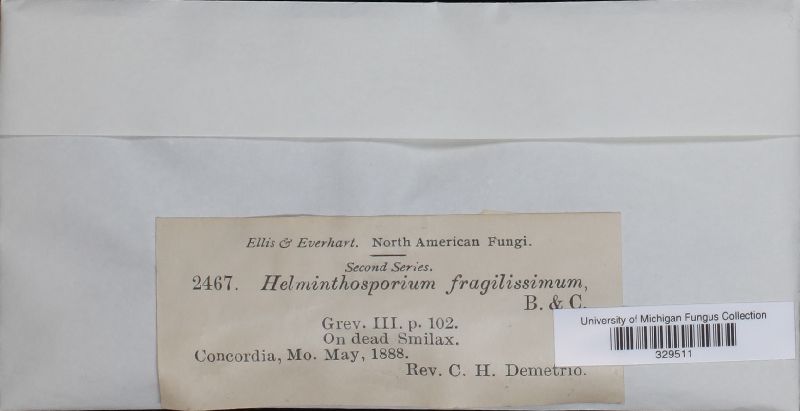 Ellis & Everhart. North American Fungi.
Second Series.
2467. Helminthosporium fragilissimum,
B. & C.
Grev. III. p. 102.
On dead Smilax.
Concordia, Mo. May, 1888.
Rev. C. H. Demetrio.
University of Michigan Fungus Collection
329511